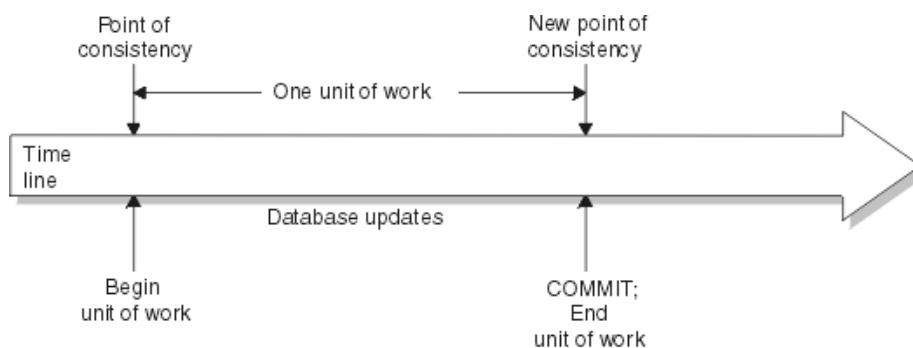 Point of
consistency
New point of
consistency
One unit of work
Time
line
Database updates
Begin
unit of work
COMMIT;
End
unit of work